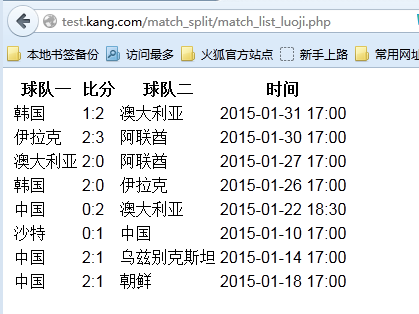 test.kang.com/match_split/match_list_luoji.php
本地书签备份 访问最多 火狐官方站点 新手上路 常用网址
球队一 比分 球队二 时间
韩国 1:2 澳大利亚 2015-01-31 17:00
伊拉克 2:3 阿联酋 2015-01-30 17:00
澳大利亚 2:0 阿联酋 2015-01-27 17:00
韩国 2:0 伊拉克 2015-01-26 17:00
中国 0:2 澳大利亚 2015-01-22 18:30
沙特 0:1 中国 2015-01-10 17:00
中国 2:1 乌兹别克斯坦 2015-01-14 17:00
中国 2:1 朝鲜 2015-01-18 17:00